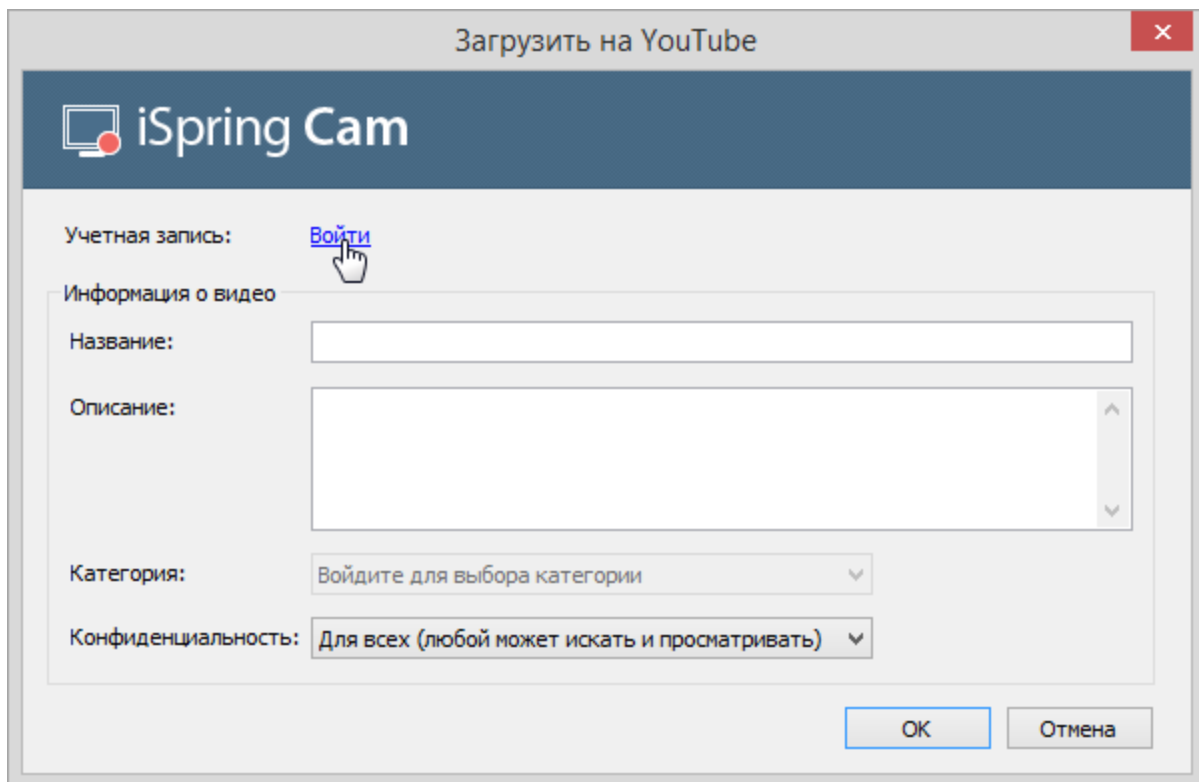 Загрузить на YouTube
iSpring Cam
Учетная запись: Войти
Информация о видео
Название:
Описание:
Категория: Войдите для выбора категории
Конфиденциальность: Для всех (любой может искать и просматривать)
ОК Отмена